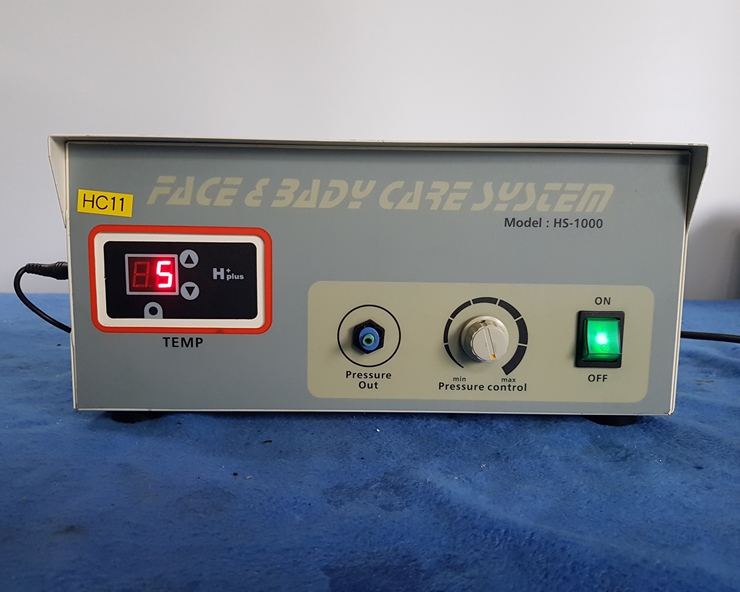 HC11
FACE & BADY CARE SYSTEM
Model : HS-1000
5
H+plus
TEMP
Pressure
Out
min
max
Pressure control
ON
OFF